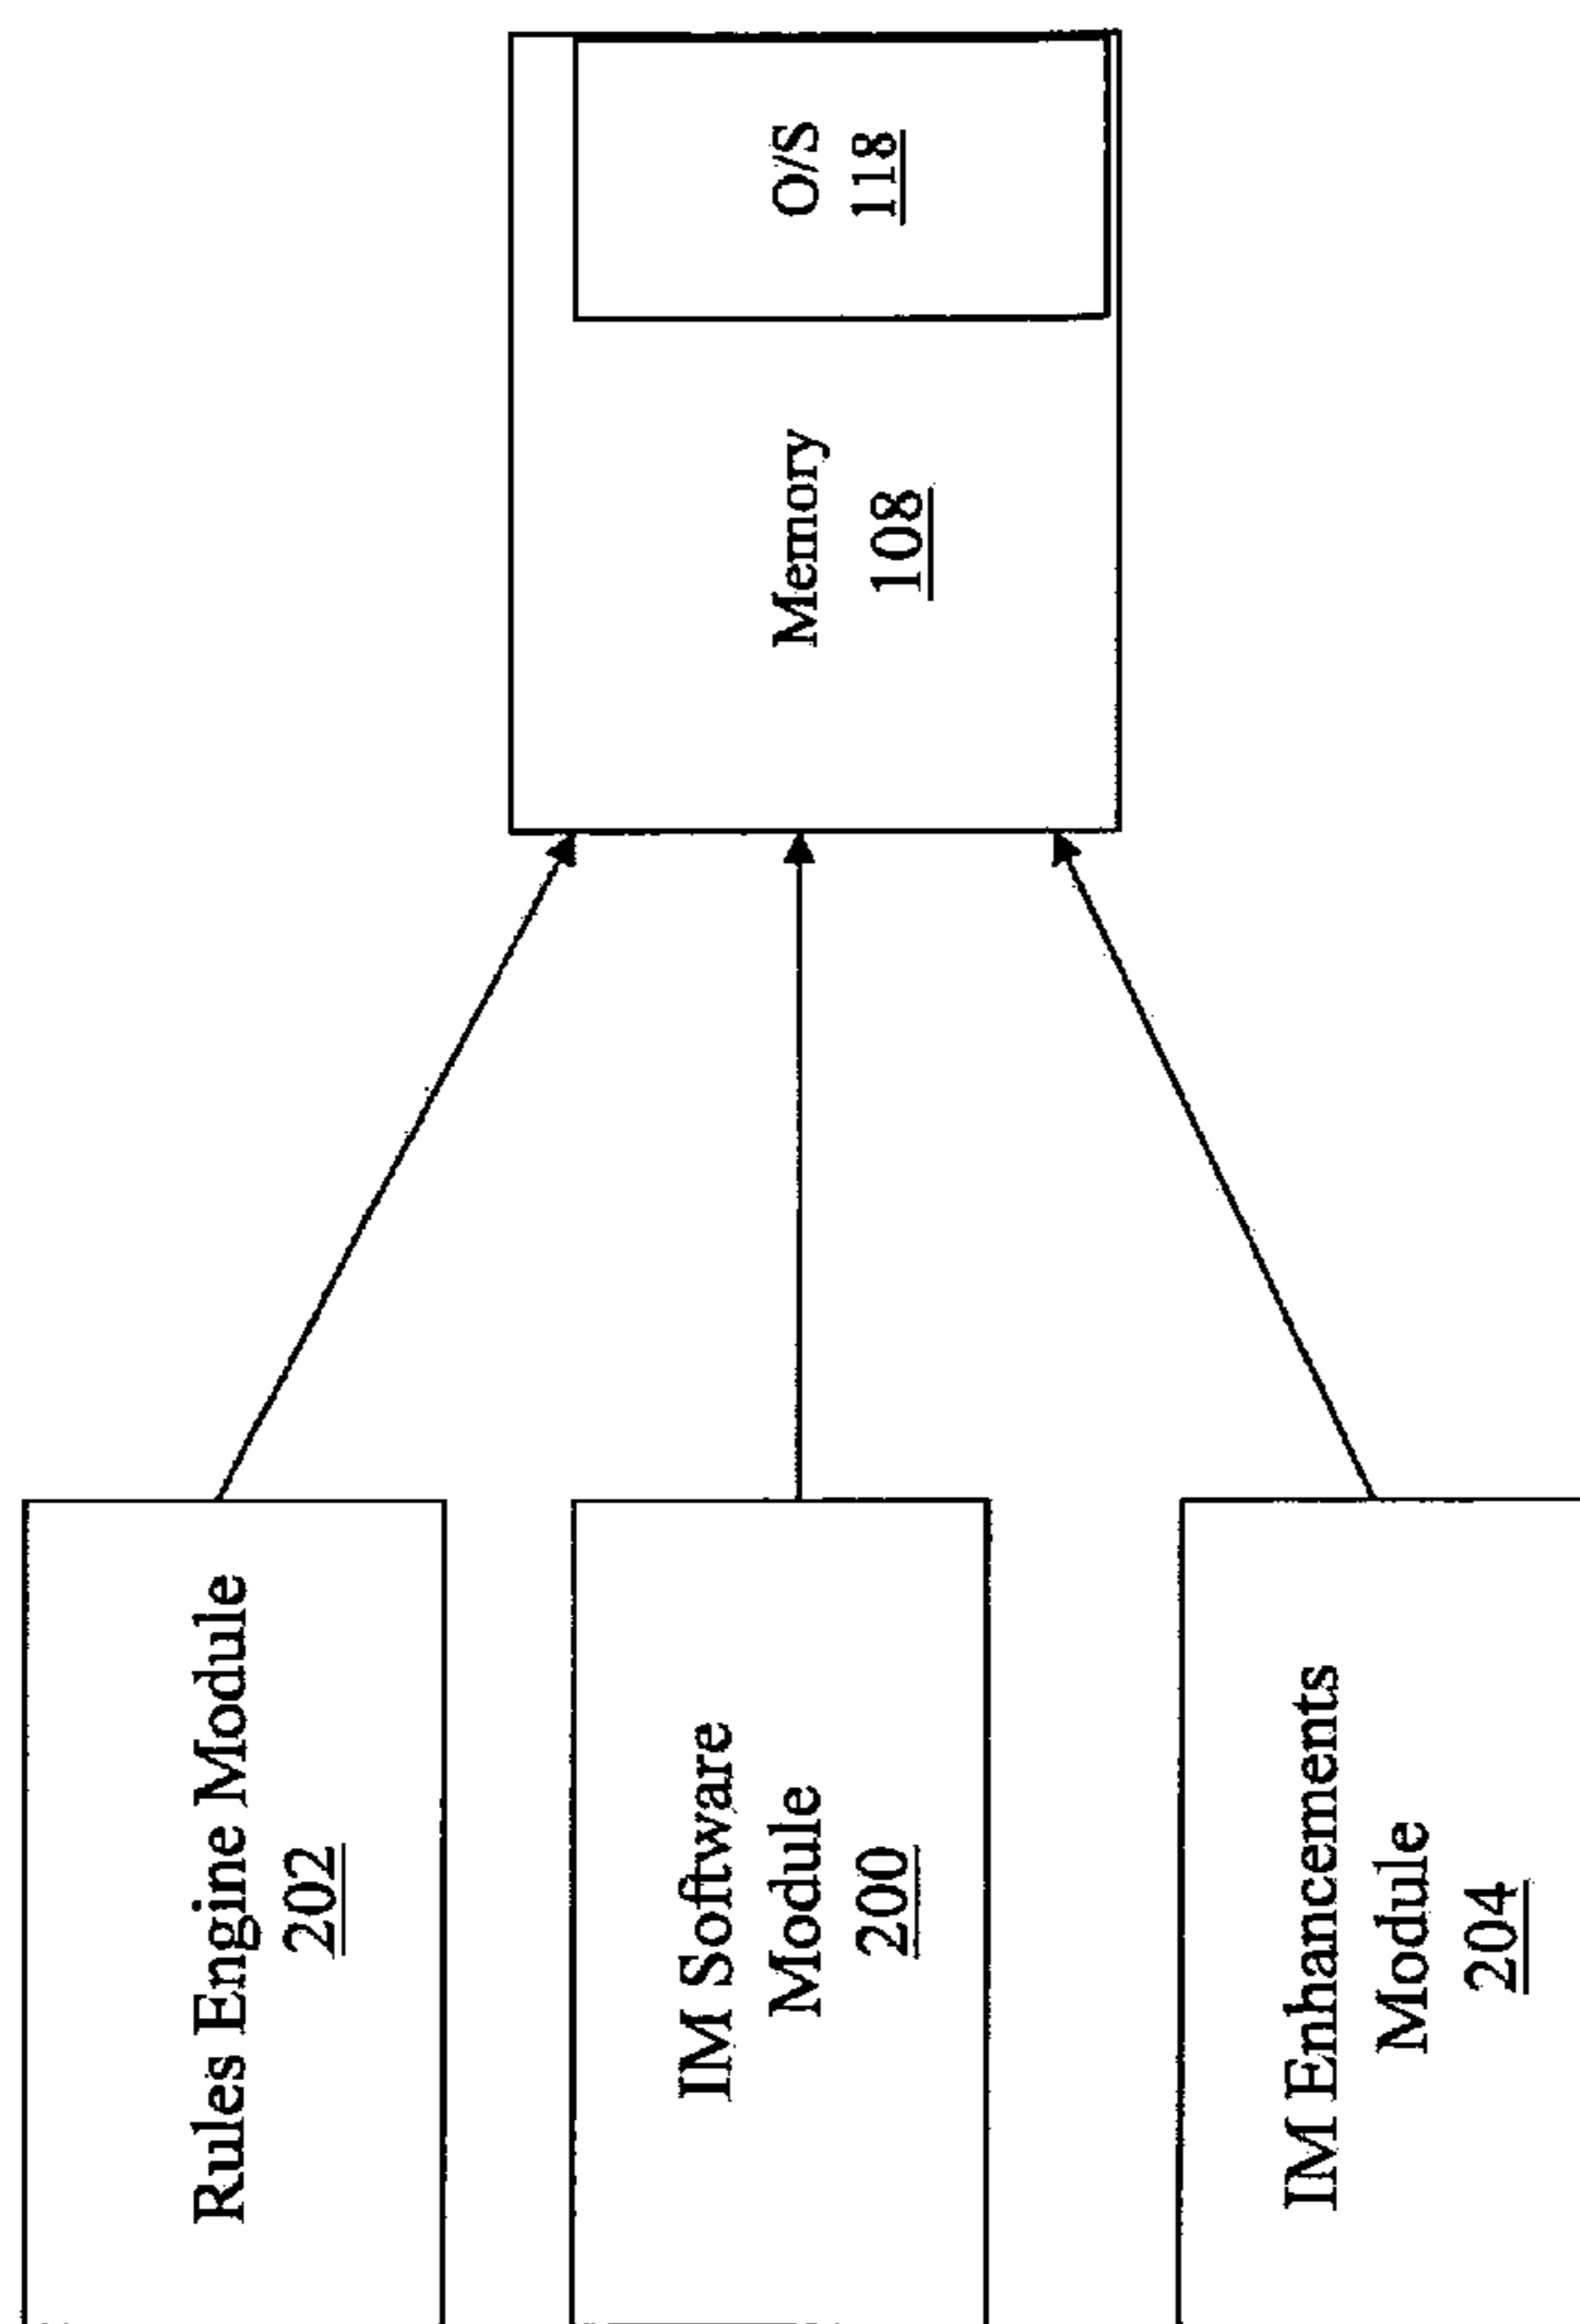 Rules Engine Module
202
IM Software
Module
200
IM Enhancements
Module
204
Memory
108
O/S
118